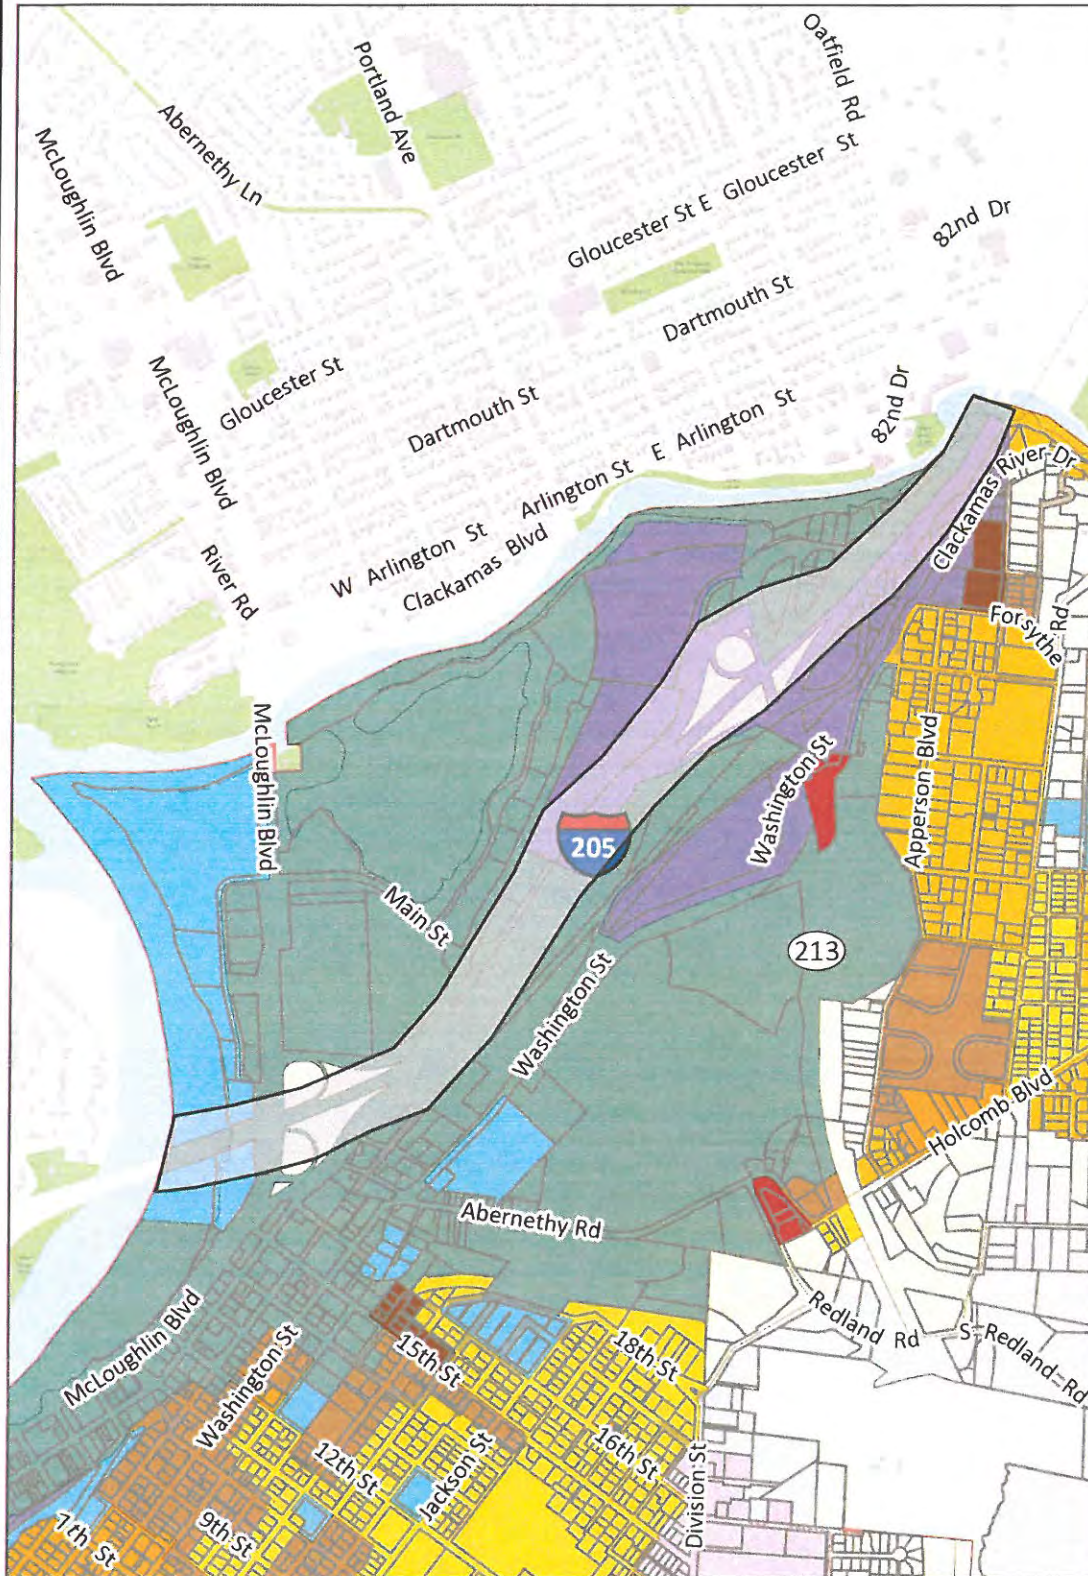 Oatfield Rd
Portland Ave
Abernethy Ln
McLoughlin Blvd
Gloucester St
E Gloucester St
82nd Dr
Dartmouth St
McLoughlin Blvd
Gloucester St
Dartmouth St
82nd Dr
E Arlington St
Arlington St
W Arlington St
Clackamas Blvd
River Rd
Clackamas River Dr
Forsythe Rd
McLoughlin Blvd
Washington St
Apperson Blvd
205
Main St
213
Washington St
Holcomb Blvd
Abernethy Rd
McLoughlin Blvd
Redland Rd
S Redland Rd
Washington St
15th St
18th St
12th St
Jackson St
16th St
Division St
9th St
7th St